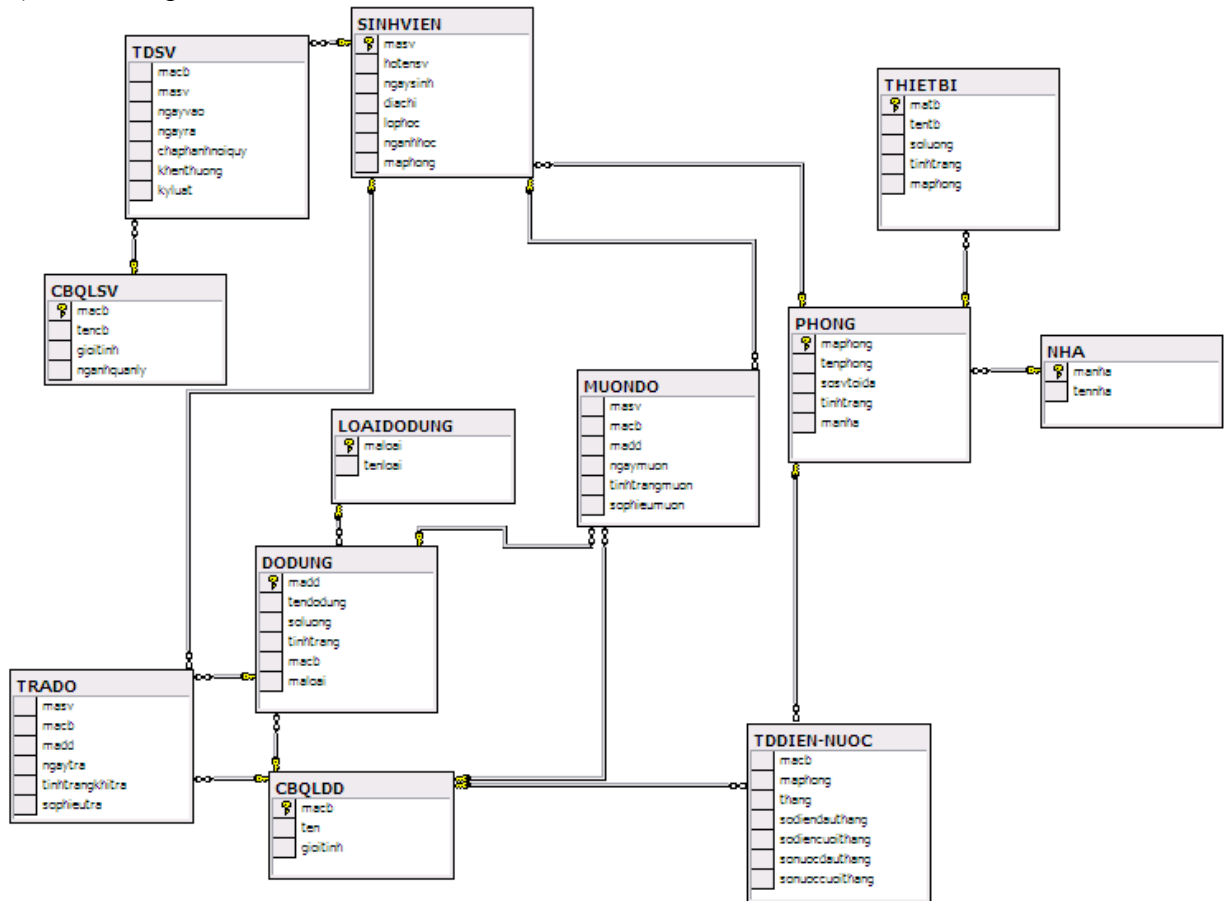 SINHVIEN
masv
hotensv
ngaysinh
diachi
lophoc
nganhhoc
maphong
TDSV
macb
masv
ngayvao
ngayra
chaphanhnoiquy
khenthuong
kyluat
THIETBI
matb
tentb
soluong
tinhtrang
maphong
CBQLSV
macb
tencb
gioitinh
nganhquanly
PHONG
maphong
tenphong
sosvtoida
tinhtrang
manha
NHA
manha
tennha
MUONDO
masv
macb
madd
ngaymuon
tinhtrangmuon
sophieumuon
LOAIDODUNG
maloai
tenloai
DODUNG
madd
tendodung
soluong
tinhtrang
macb
maloai
TRADO
masv
macb
madd
ngaytra
tinhtrangkhitra
sophieutra
CBQLDD
macb
ten
gioitinh
TDDIEN-NUOC
macb
maphong
thang
sodiendauthang
sodiencuoithang
sonuocdauthang
sonuoccuoithang